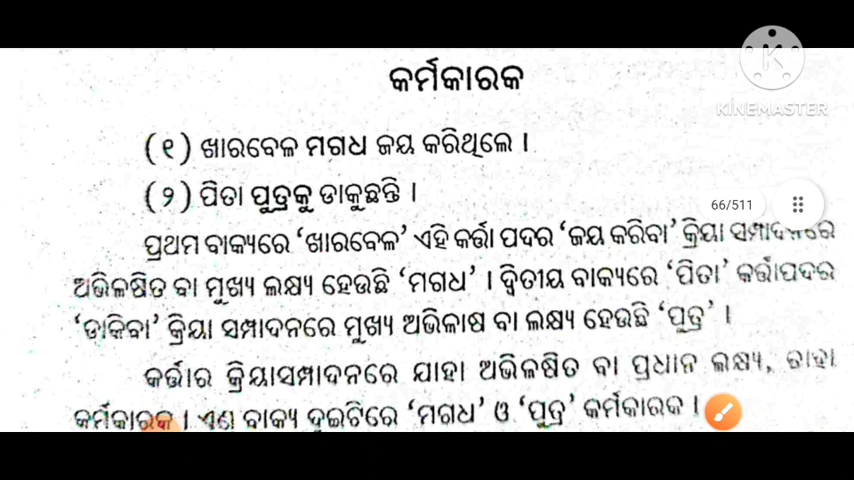 କର୍ମକାରକ
KINEMASTER
(୧) ଖାରବେଳ ମଗଧ ଜୟ କରିଥିଲେ ।
(୨) ପିତା ପୁତ୍ରକୁ ଡାକୁଛନ୍ତି ।
66/511
ପ୍ରଥମ ବାକ୍ୟରେ ‘ଖାରବେଳ’ ଏହି କର୍ତ୍ତା ପଦର ‘ଜୟ କରିବା’ କ୍ରିୟା ସମ୍ପାଦନରେ
ଅଭିଳଷିତ ବା ମୁଖ୍ୟ ଲକ୍ଷ୍ୟ ହେଉଛି ‘ମଗଧ’ । ଦ୍ୱିତୀୟ ବାକ୍ୟରେ ‘ପିତା’ କର୍ତ୍ତାପଦର
‘ଡାକିବା’ କ୍ରିୟା ସମ୍ପାଦନରେ ମୁଖ୍ୟ ଅଭିଳାଷ ବା ଲକ୍ଷ୍ୟ ହେଉଛି ‘ପୁତ୍ର’ ।
କର୍ତ୍ତାର କ୍ରିୟାସମ୍ପାଦନରେ ଯାହା ଅଭିଳଷିତ ବା ପ୍ରଧାନ ଲକ୍ଷ୍ୟ, ତାହା
କର୍ମକାରକ । ଏଣୁ ବାକ୍ୟ ଦୁଇଟିରେ ‘ମଗଧ’ ଓ ‘ପୁତ୍ର’ କର୍ମକାରକ ।